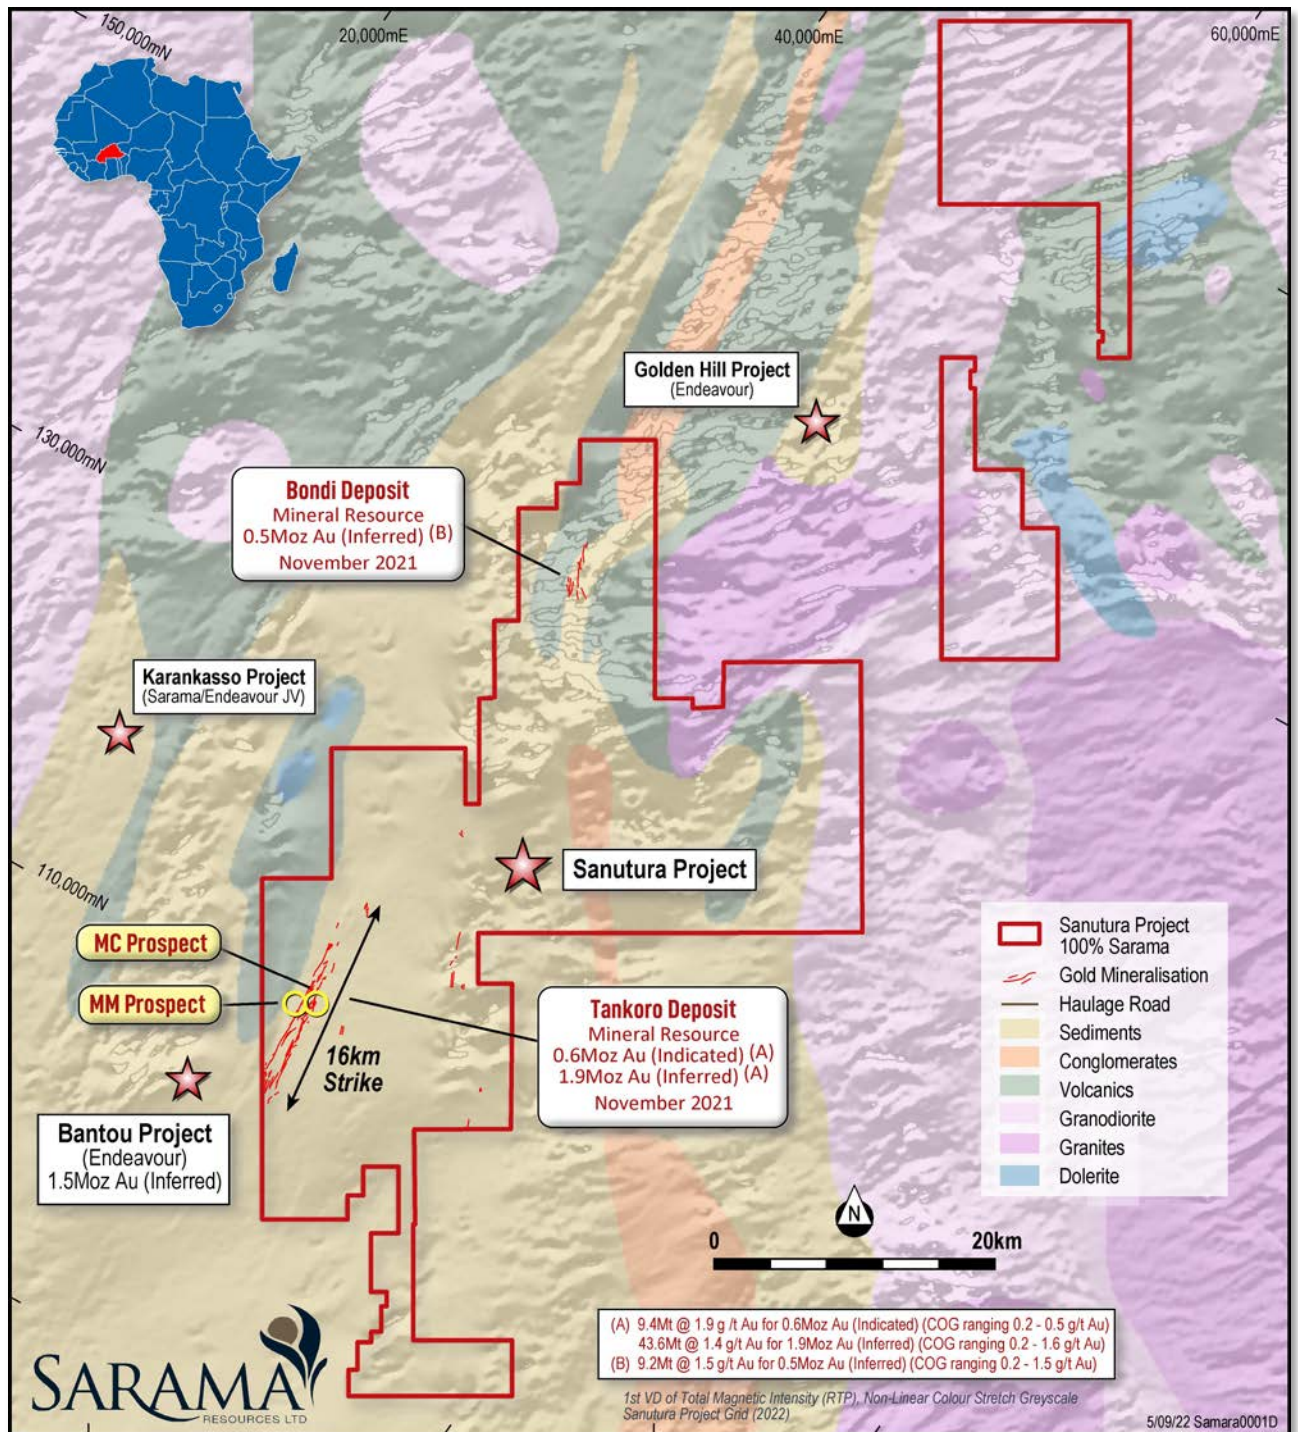 150,000mN
20,000mE
40,000mE
60,000mE
Golden Hill Project
(Endeavour)
130,000mN
Bondi Deposit
Mineral Resource
0.5Moz Au (Inferred) (B)
November 2021
Karankasso Project
(Sarama/Endeavour JV)
Sanutura Project
110,000mN
MC Prospect
MM Prospect
16km
Strike
Tankoro Deposit
Mineral Resource
0.6Moz Au (Indicated) (A)
1.9Moz Au (Inferred) (A)
November 2021
Bantou Project
(Endeavour)
1.5Moz Au (Inferred)
Sanutura Project
100% Sarama
Gold Mineralisation
Haulage Road
Sediments
Conglomerates
Volcanics
Granodiorite
Granites
Dolerite
N
0 20km
(A) 9.4Mt @ 1.9 g /t Au for 0.6Moz Au (Indicated) (COG ranging 0.2 - 0.5 g/t Au)
43.6Mt @ 1.4 g/t Au for 1.9Moz Au (Inferred) (COG ranging 0.2 - 1.6 g/t Au)
(B) 9.2Mt @ 1.5 g/t Au for 0.5Moz Au (Inferred) (COG ranging 0.2 - 1.5 g/t Au)
1st VD of Total Magnetic Intensity (RTP), Non-Linear Colour Stretch Greyscale
Sanutura Project Grid (2022)
SARAMA
RESOURCES LTD
5/09/22 Samara0001D